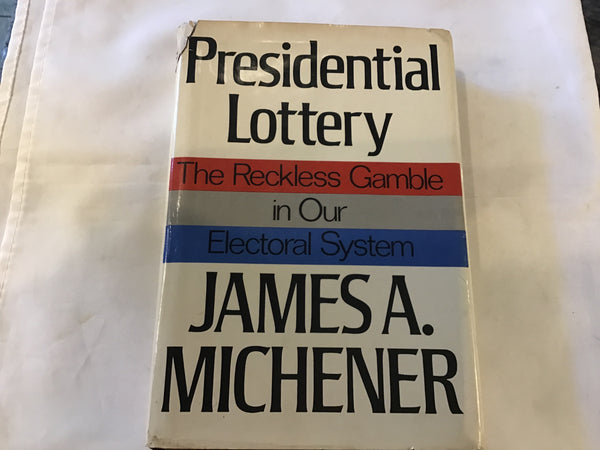 Presidential
Lottery
The Reckless Gamble
in Our
Electoral System
JAMES A.
MICHENER